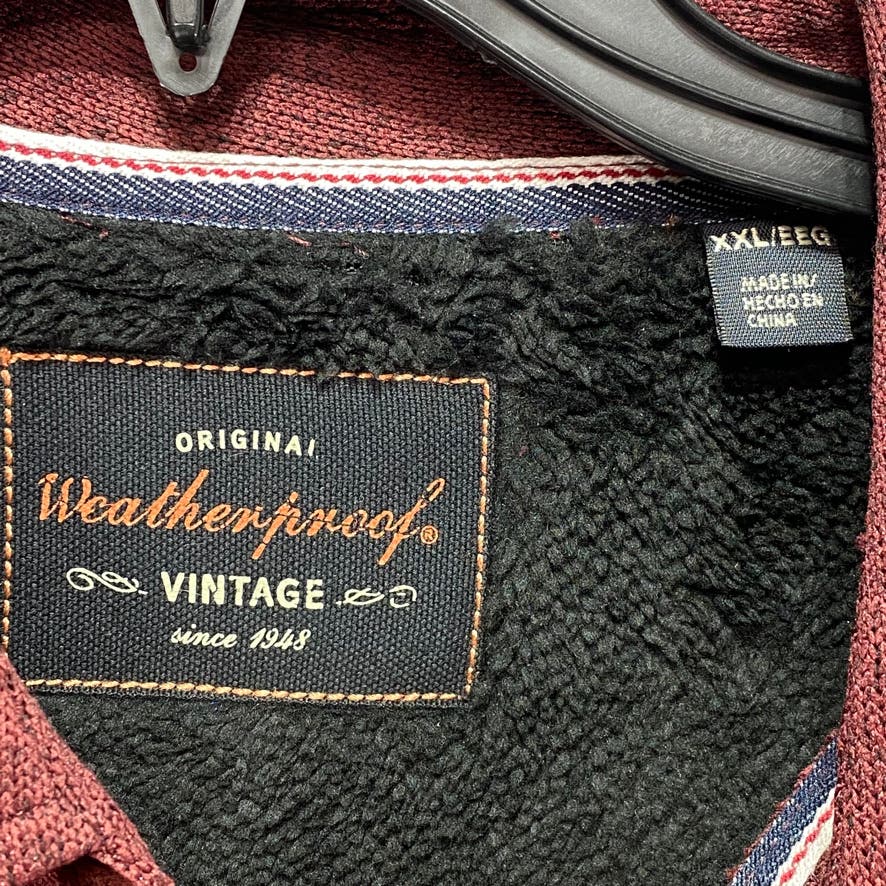 XXL/EEG
MADE IN/
HECHO EN
CHINA
ORIGINAL
Weatherproof®
VINTAGE
since 1948